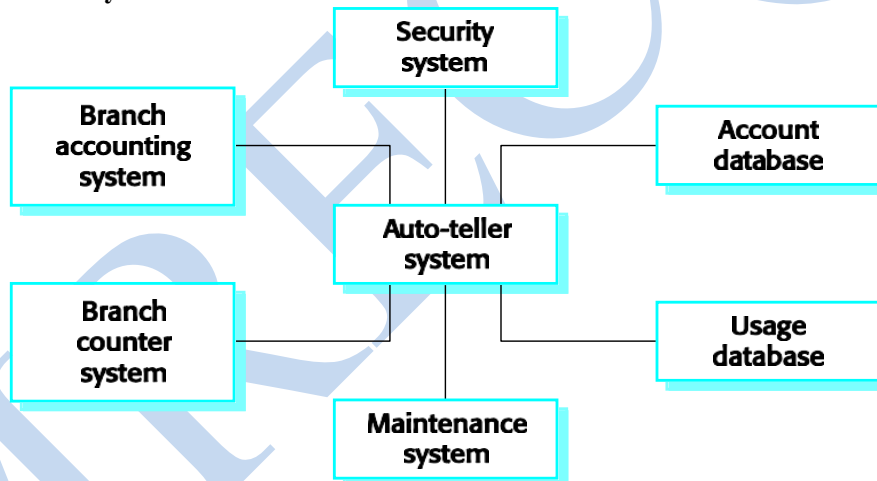 Security
system
Branch
accounting
system
Account
database
Auto-teller
system
Branch
counter
system
Usage
database
Maintenance
system